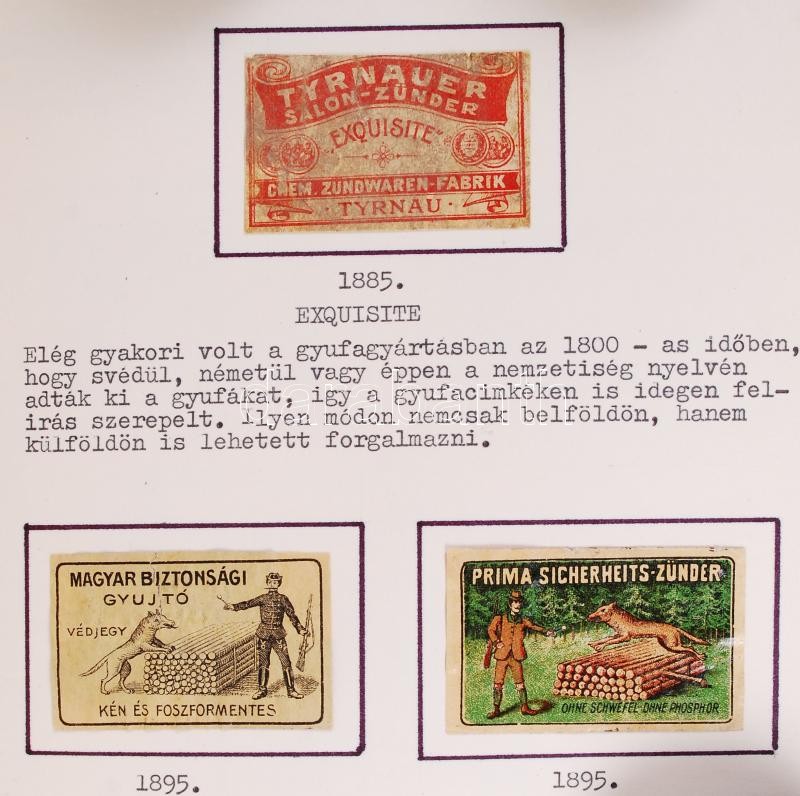 TYRNAUER
SALON-ZÜNDER
"EXQUISITE"
CHEM. ZÜNDWAREN-FABRIK
· TYRNAU ·
1885.
EXQUISITE
Elég gyakori volt a gyufagyártásban az 1800 - as időben,
hogy svédül, németül vagy éppen a nemzetiség nyelvén
adták ki a gyufákat, igy a gyufacimkéken is idegen fel-
irás szerepelt. Ilyen módon nemcsak belföldön, hanem
külföldön is lehetett forgalmazni.
MAGYAR BIZTONSÁGI
GYUJTÓ
VÉDJEGY
KÉN ÉS FOSZFORMENTES
1895.
PRIMA SICHERHEITS-ZÜNDER
OHNE SCHWEFEL OHNE PHOSPHOR
1895.